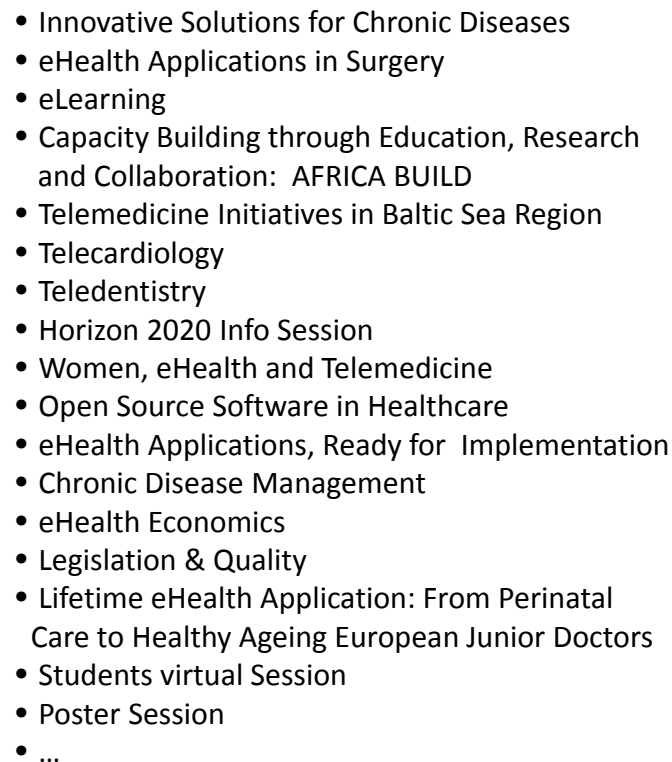 • Innovative Solutions for Chronic Diseases
• eHealth Applications in Surgery
• eLearning
• Capacity Building through Education, Research
and Collaboration: AFRICA BUILD
• Telemedicine Initiatives in Baltic Sea Region
• Telecardiology
• Teledentistry
• Horizon 2020 Info Session
• Women, eHealth and Telemedicine
• Open Source Software in Healthcare
• eHealth Applications, Ready for Implementation
• Chronic Disease Management
• eHealth Economics
• Legislation & Quality
• Lifetime eHealth Application: From Perinatal
Care to Healthy Ageing European Junior Doctors
• Students virtual Session
• Poster Session
• …